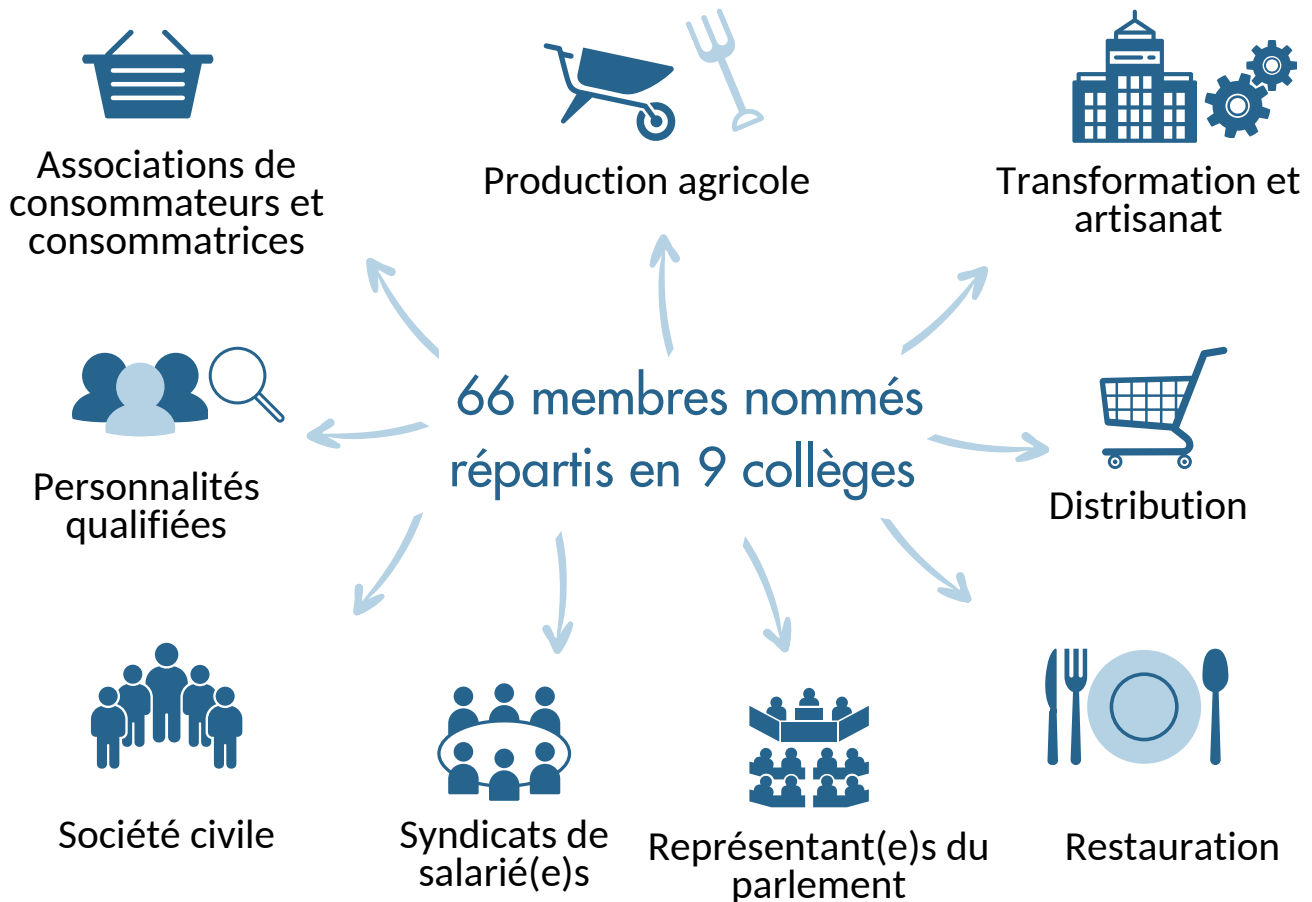 Associations de
consommateurs et
consommatrices
Production agricole
Transformation et
artisanat
66 membres nommés
répartis en 9 collèges
Personnalités
qualifiées
Distribution
Société civile
Syndicats de
salarié(e)s
Représentant(e)s du
parlement
Restauration